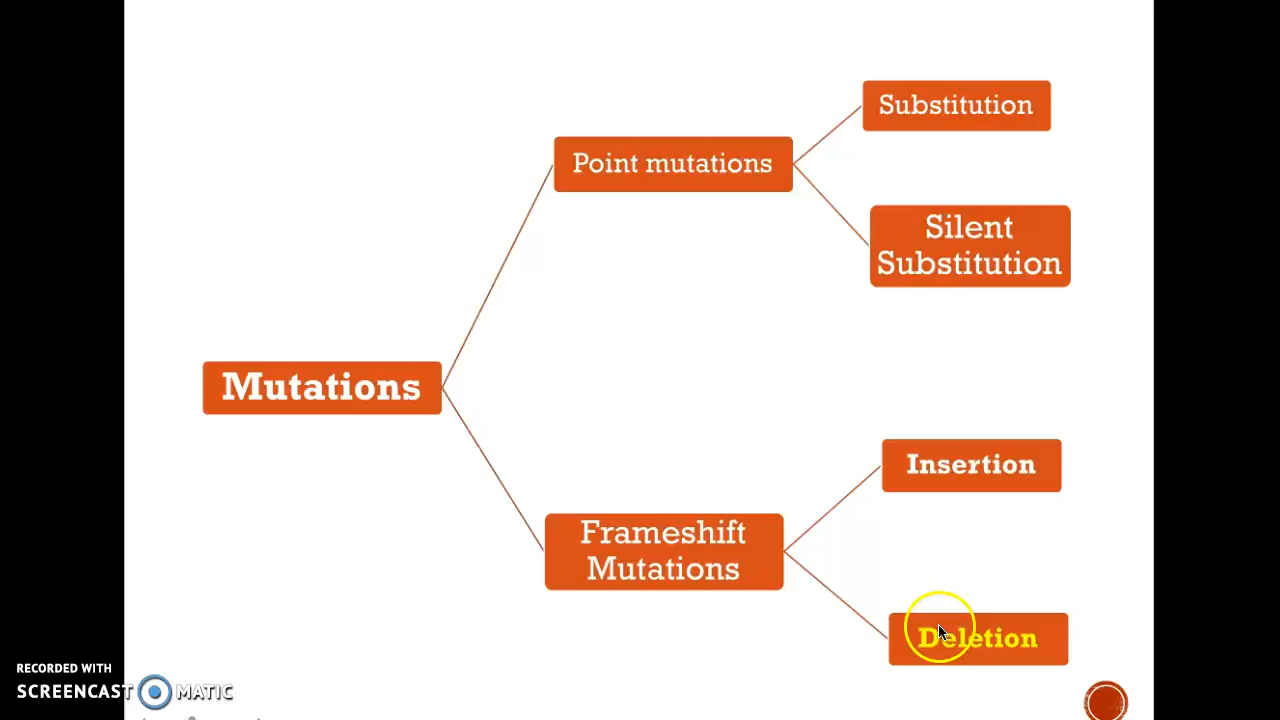 Substitution
Point mutations
Silent
Substitution
Mutations
Insertion
Frameshift
Mutations
Deletion
RECORDED WITH
SCREENCAST MATIC